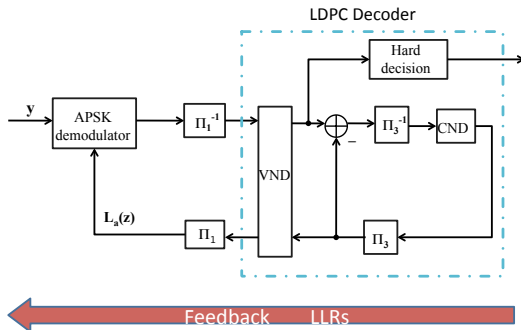 LDPC Decoder
Hard
decision
y
APSK
demodulator
Π₁⁻¹
VND
−
Π₃⁻¹
CND
Lₐ(z)
Π₁
Π₃
Feedback LLRs